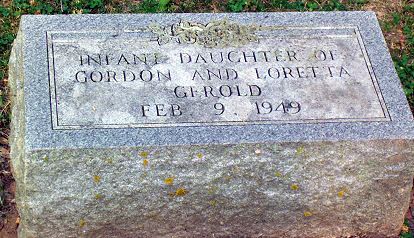 INFANT DAUGHTER OF
GORDON AND LORETTA
GEROLD
FEB 9, 1949